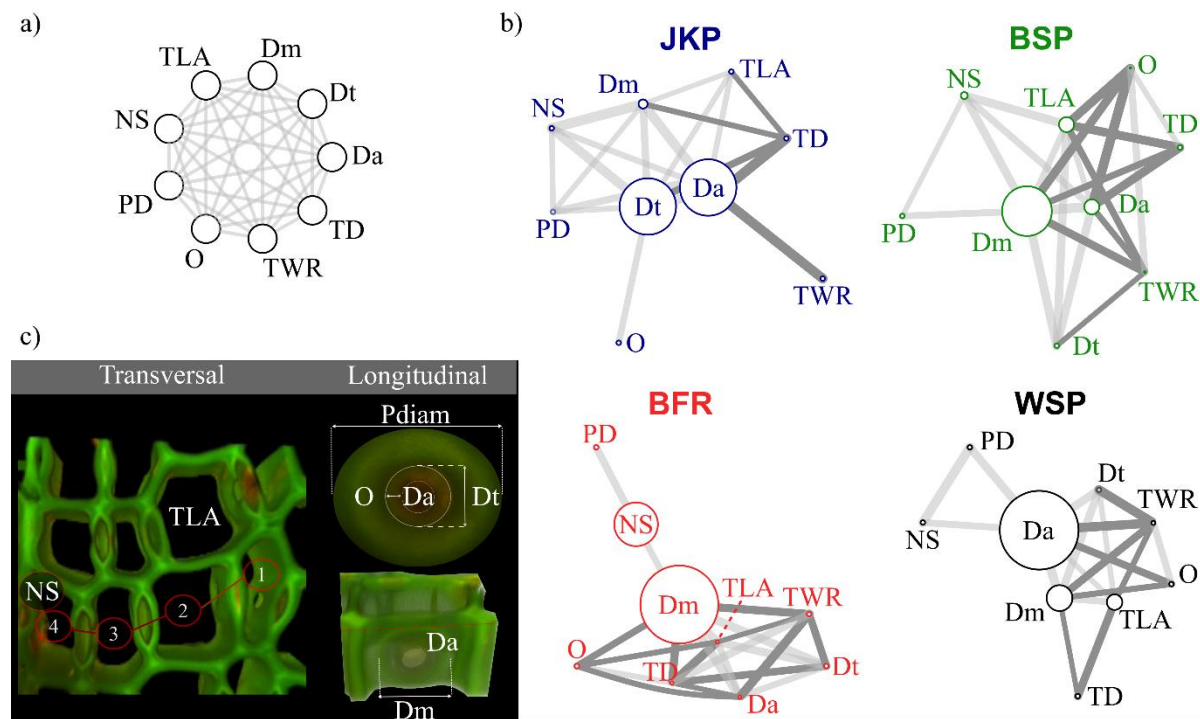 a)
TLA
Dm
NS
Dt
Da
PD
TD
O
TWR
b)
JKP
TLA
Dm
NS
TD
Da
Dt
PD
TWR
O
BSP
O
NS
TLA
TD
Da
PD
Dm
TWR
Dt
c)
Transversal
Longitudinal
Pdiam
TLA
O
Da
Dt
NS
1
2
3
4
Da
Dm
BFR
PD
NS
TLA
Dm
TWR
O
TD
Dt
Da
WSP
PD
Dt
TWR
NS
Da
O
Dm
TLA
TD